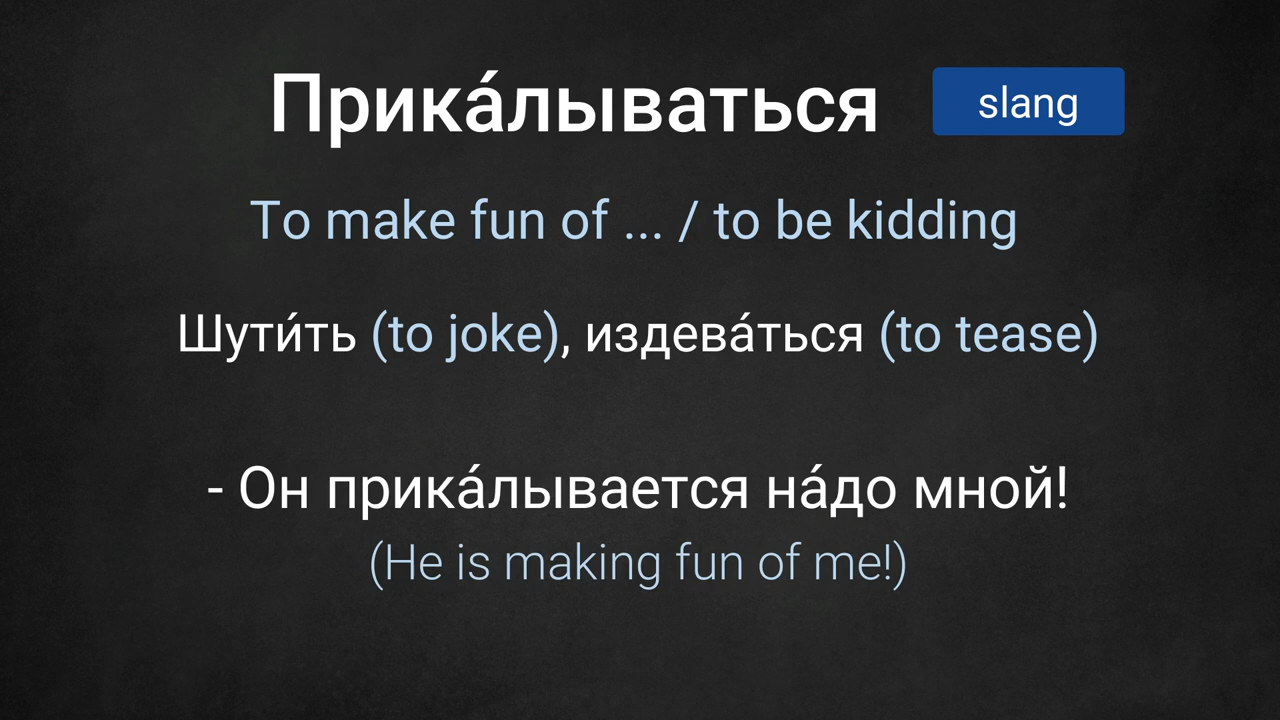 Прика́лываться slang
To make fun of ... / to be kidding
Шути́ть (to joke), издева́ться (to tease)
- Он прика́лывается на́до мной!
(He is making fun of me!)